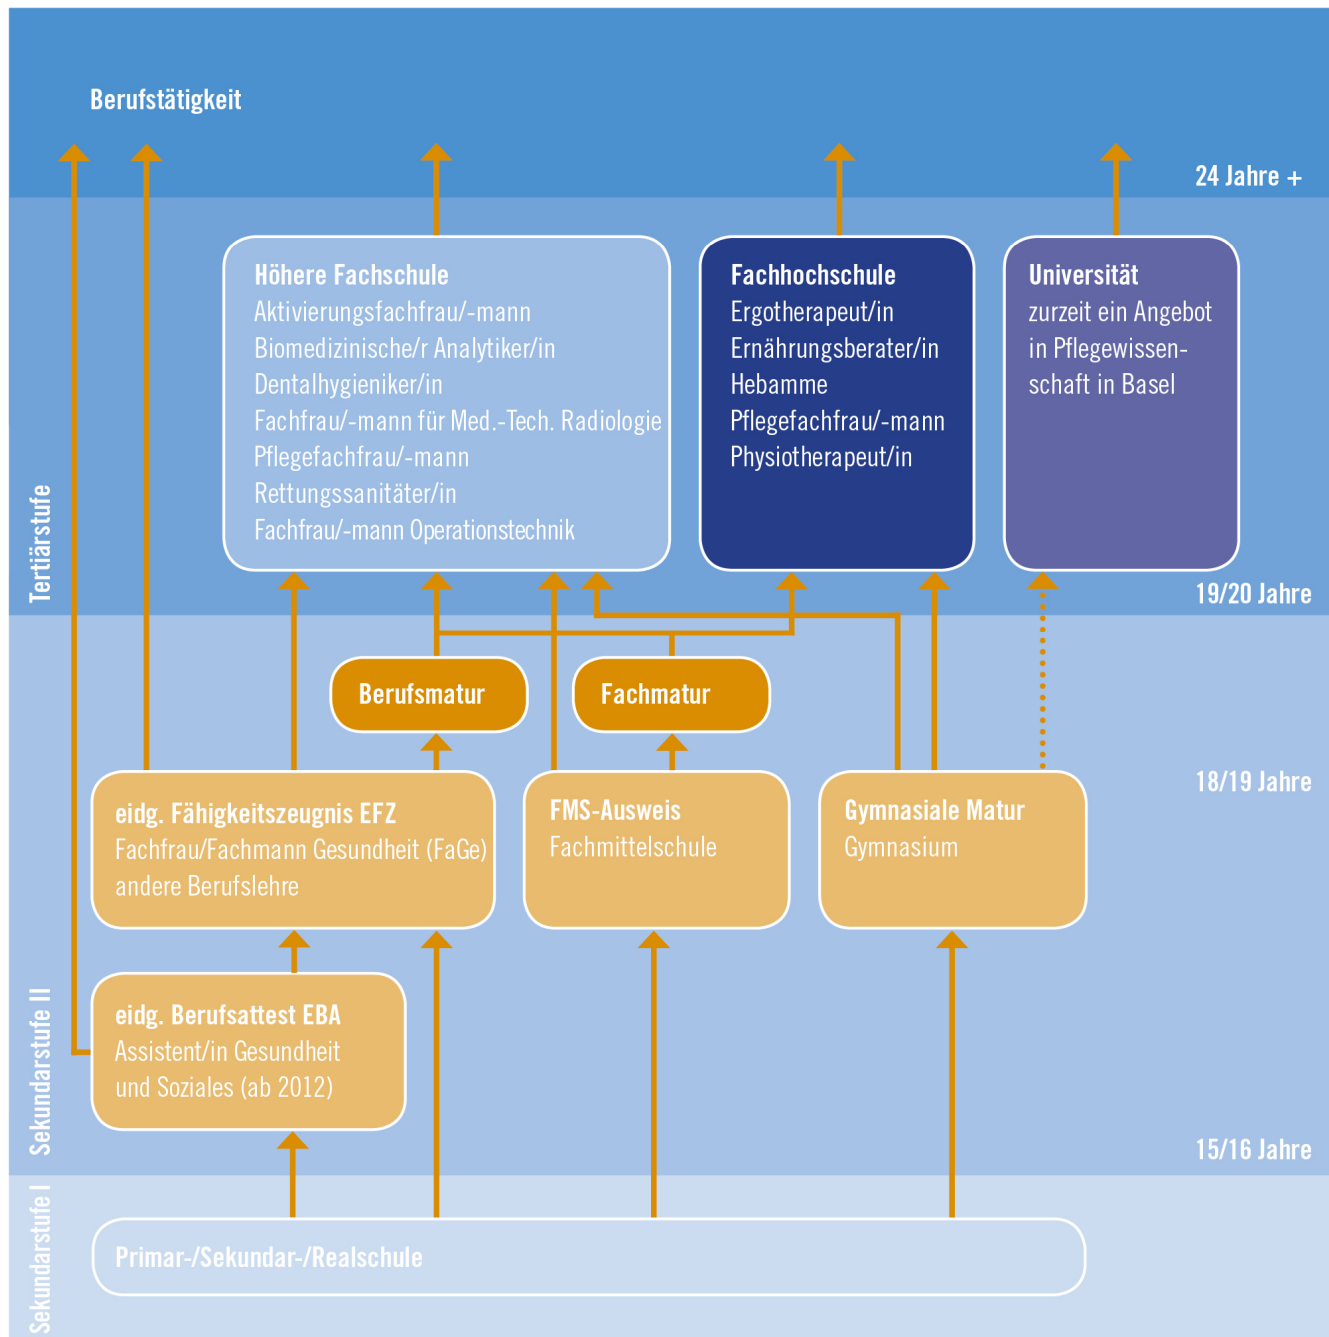 Berufstätigkeit
24 Jahre +
Höhere Fachschule
Aktivierungsfachfrau/-mann
Biomedizinische/r Analytiker/in
Dentalhygieniker/in
Fachfrau/-mann für Med.-Tech. Radiologie
Pflegefachfrau/-mann
Rettungssanitäter/in
Fachfrau/-mann Operationstechnik
Fachhochschule
Ergotherapeut/in
Ernährungsberater/in
Hebamme
Pflegefachfrau/-mann
Physiotherapeut/in
Universität
zurzeit ein Angebot
in Pflegewissen-
schaft in Basel
Tertiärstufe
19/20 Jahre
Berufsmatur
Fachmatur
18/19 Jahre
eidg. Fähigkeitszeugnis EFZ
Fachfrau/Fachmann Gesundheit (FaGe)
andere Berufslehre
FMS-Ausweis
Fachmittelschule
Gymnasiale Matur
Gymnasium
eidg. Berufsattest EBA
Assistent/in Gesundheit
und Soziales (ab 2012)
Sekundarstufe II
15/16 Jahre
Sekundarstufe I
Primar-/Sekundar-/Realschule